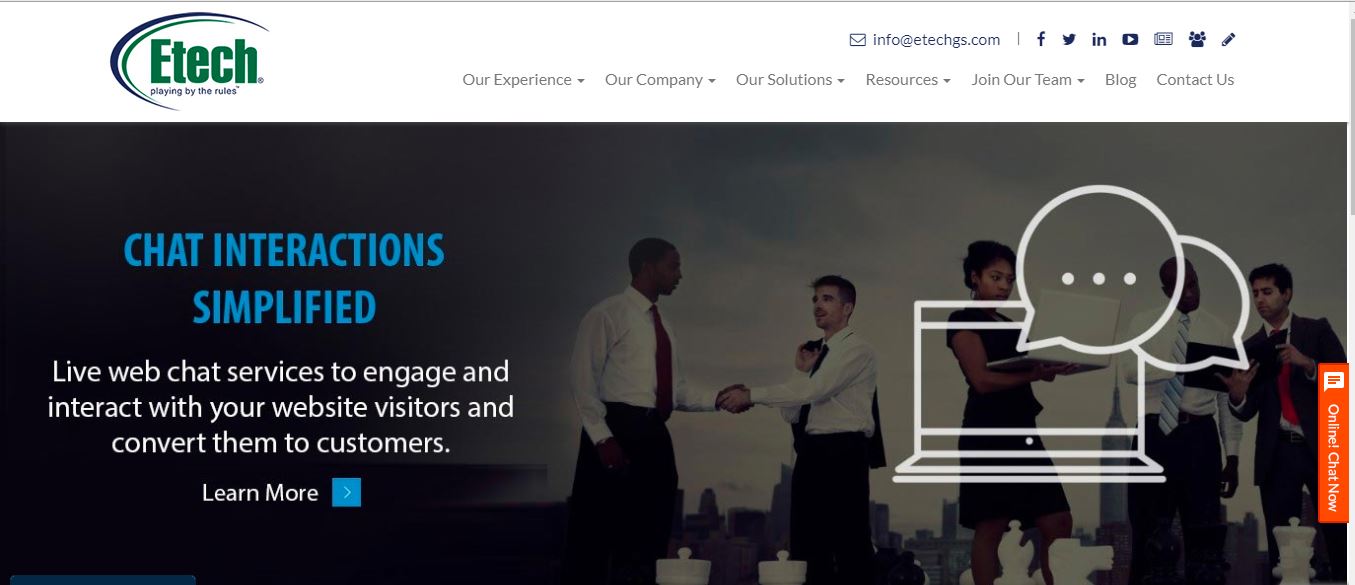 Etech®
playing by the rules™
info@etechgs.com
Our Experience Our Company Our Solutions Resources Join Our Team Blog Contact Us
CHAT INTERACTIONS
SIMPLIFIED
Live web chat services to engage and
interact with your website visitors and
convert them to customers.
Learn More
Online! Chat Now